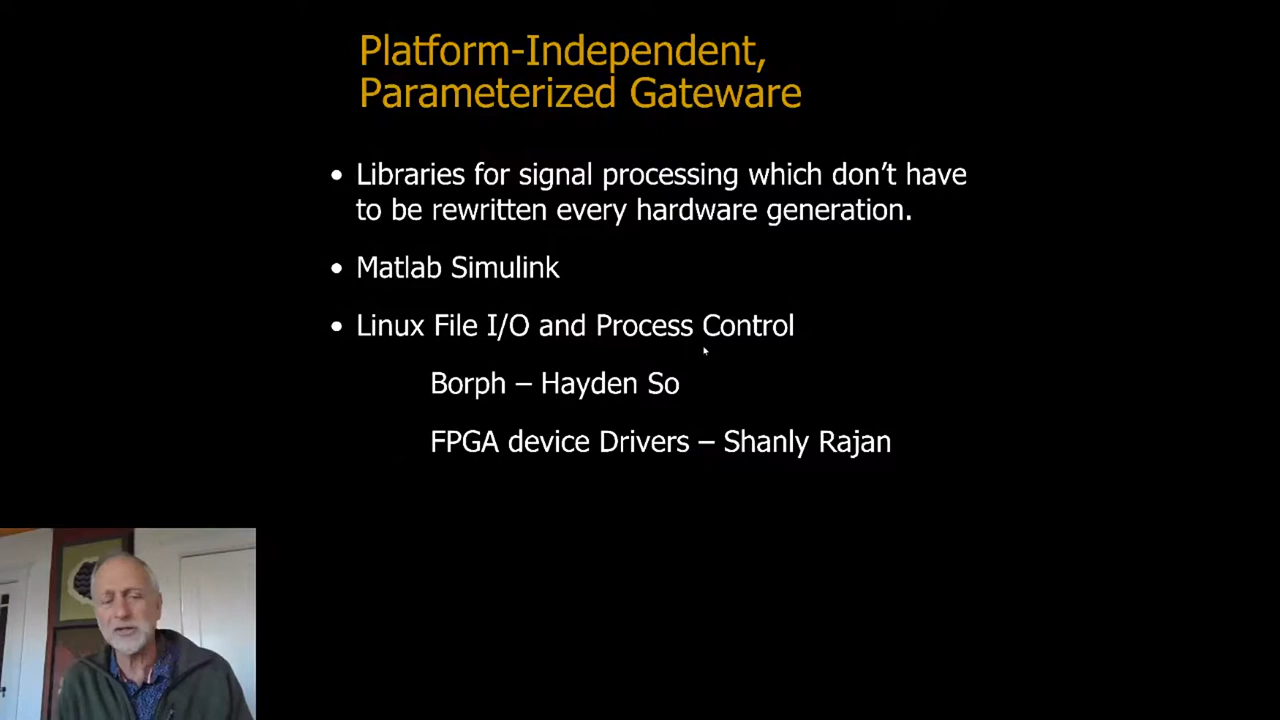 Platform-Independent,
Parameterized Gateware
• Libraries for signal processing which don’t have
to be rewritten every hardware generation.
• Matlab Simulink
• Linux File I/O and Process Control
Borph – Hayden So
FPGA device Drivers – Shanly Rajan